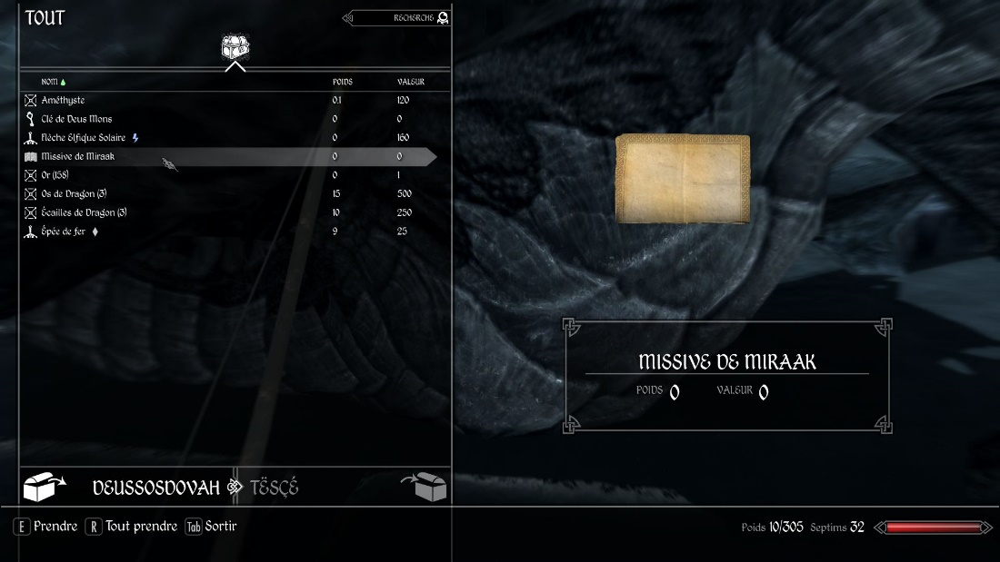 TOUT
RECHERCHE
NOM POIDS VALEUR
Améthyste 0.1 120
Clé de Deus Mons 0 0
Flèche Elfique Solaire 0 160
Missive de Miraak 0 0
Or (158) 0 1
Os de Dragon (3) 15 500
Écailles de Dragon (3) 10 250
Épée de fer 9 25
MISSIVE DE MIRAAK
POIDS 0 VALEUR 0
DEUSSOSDOVAH TËSÇÉ
E Prendre R Tout prendre Tab Sortir
Poids 10/305 Septims 32